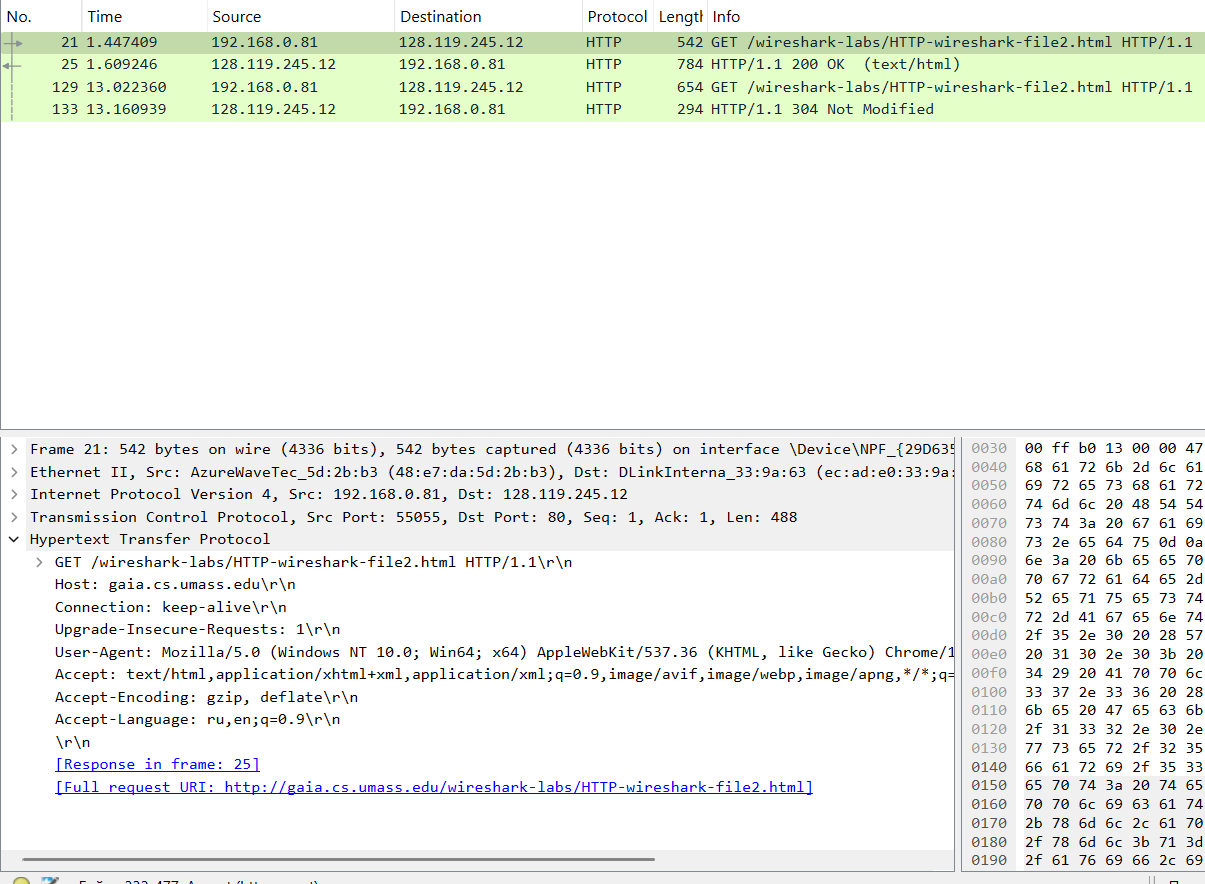 No. Time Source Destination Protocol Length Info
21 1.447409 192.168.0.81 128.119.245.12 HTTP 542 GET /wireshark-labs/HTTP-wireshark-file2.html HTTP/1.1
25 1.609246 128.119.245.12 192.168.0.81 HTTP 784 HTTP/1.1 200 OK (text/html)
129 13.022360 192.168.0.81 128.119.245.12 HTTP 654 GET /wireshark-labs/HTTP-wireshark-file2.html HTTP/1.1
133 13.160939 128.119.245.12 192.168.0.81 HTTP 294 HTTP/1.1 304 Not Modified
Frame 21: 542 bytes on wire (4336 bits), 542 bytes captured (4336 bits) on interface \Device\NPF_{29D635
Ethernet II, Src: AzureWaveTec_5d:2b:b3 (48:e7:da:5d:2b:b3), Dst: DLinkInterna_33:9a:63 (ec:ad:e0:33:9a:
Internet Protocol Version 4, Src: 192.168.0.81, Dst: 128.119.245.12
Transmission Control Protocol, Src Port: 55055, Dst Port: 80, Seq: 1, Ack: 1, Len: 488
Hypertext Transfer Protocol
GET /wireshark-labs/HTTP-wireshark-file2.html HTTP/1.1\r\n
Host: gaia.cs.umass.edu\r\n
Connection: keep-alive\r\n
Upgrade-Insecure-Requests: 1\r\n
User-Agent: Mozilla/5.0 (Windows NT 10.0; Win64; x64) AppleWebKit/537.36 (KHTML, like Gecko) Chrome/1
Accept: text/html,application/xhtml+xml,application/xml;q=0.9,image/avif,image/webp,image/apng,*/*;q=
Accept-Encoding: gzip, deflate\r\n
Accept-Language: ru,en;q=0.9\r\n
\r\n
[Response in frame: 25]
[Full request URI: http://gaia.cs.umass.edu/wireshark-labs/HTTP-wireshark-file2.html]
0030 00 ff b0 13 00 00 47
0040 68 61 72 6b 2d 6c 61
0050 69 72 65 73 68 61 72
0060 74 6d 6c 20 48 54 54
0070 73 74 3a 20 67 61 69
0080 73 2e 65 64 75 0d 0a
0090 6e 3a 20 6b 65 65 70
00a0 70 67 72 61 64 65 2d
00b0 52 65 71 75 65 73 74
00c0 72 2d 41 67 65 6e 74
00d0 2f 35 2e 30 20 28 57
00e0 20 31 30 2e 30 3b 20
00f0 34 29 20 41 70 70 6c
0100 33 37 2e 33 36 20 28
0110 6b 65 20 47 65 63 6b
0120 2f 31 33 32 2e 30 2e
0130 77 73 65 72 2f 32 35
0140 66 61 72 69 2f 35 33
0150 65 70 74 3a 20 74 65
0160 70 70 6c 69 63 61 74
0170 2b 78 6d 6c 2c 61 70
0180 2f 78 6d 6c 3b 71 3d
0190 2f 61 76 69 66 2c 69